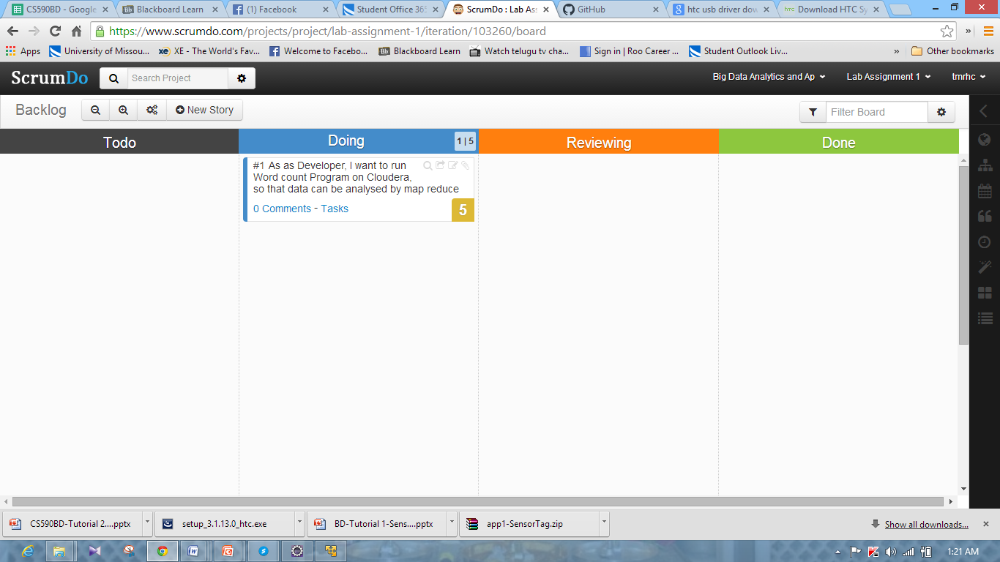 CS590BD - Google
Blackboard Learn
(1) Facebook
Student Office 365
ScrumDo : Lab Ass
GitHub
htc usb driver dow
Download HTC Sy
https://www.scrumdo.com/projects/project/lab-assignment-1/iteration/103260/board
Apps
University of Missou...
XE - The World's Fav...
Welcome to Facebo...
Blackboard Learn
Watch telugu tv cha...
Sign in | Roo Career ...
Student Outlook Liv...
»
Other bookmarks
ScrumDo
Search Project
Big Data Analytics and Ap
Lab Assignment 1
tmrhc
Backlog
New Story
Filter Board
Todo
Doing
1 | 5
Reviewing
Done
#1 As as Developer, I want to run
Word count Program on Cloudera,
so that data can be analysed by map reduce
0 Comments - Tasks
5
CS590BD-Tutorial 2....pptx
setup_3.1.13.0_htc.exe
BD-Tutorial 1-Sens....pptx
app1-SensorTag.zip
Show all downloads...
1:21 AM